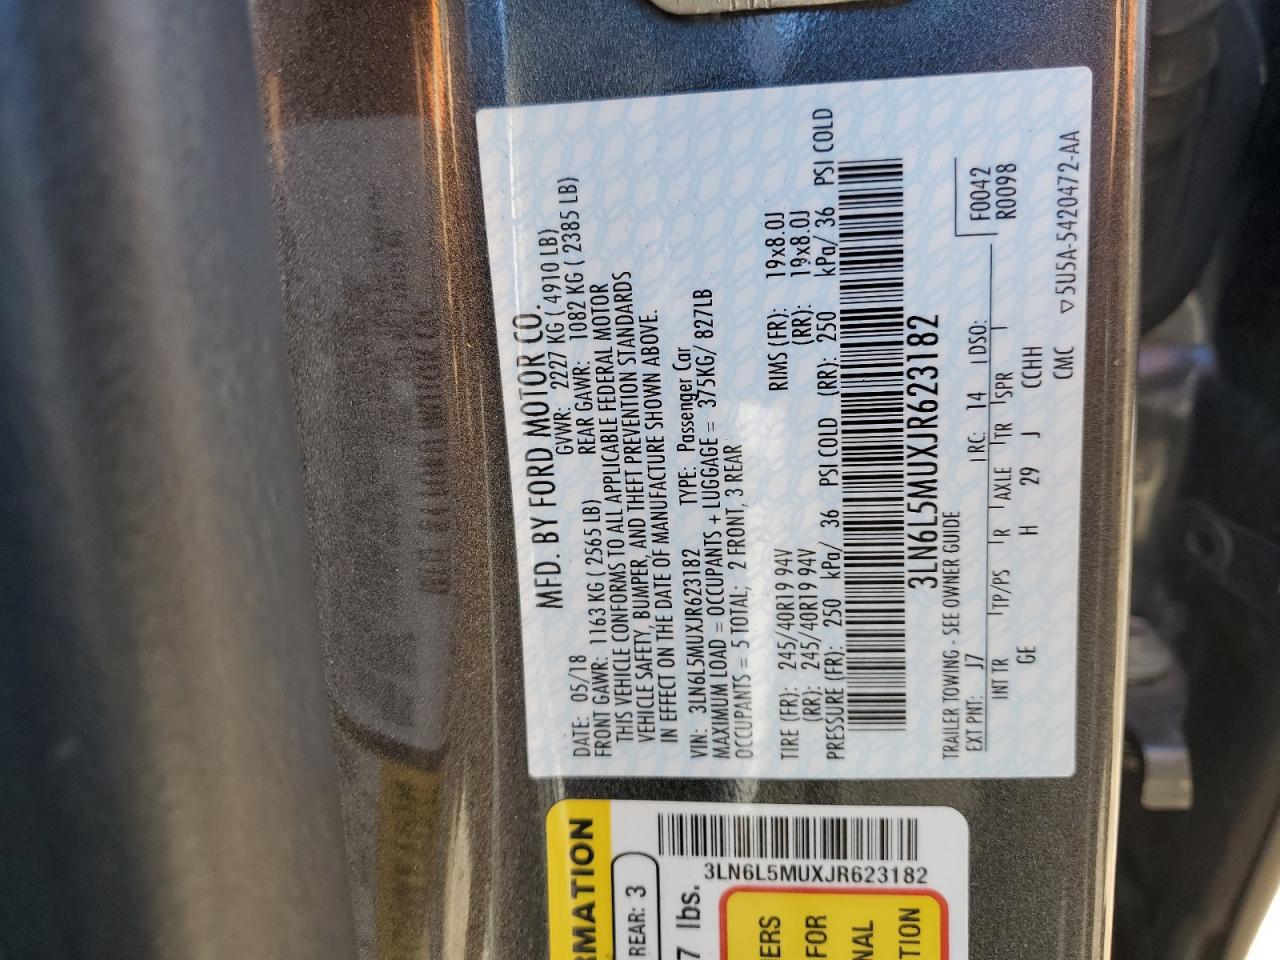 MFD. BY FORD MOTOR CO.
DATE: 05/18 GVWR: 2227 KG ( 4910 LB)
FRONT GAWR: 1163 KG ( 2565 LB) REAR GAWR: 1082 KG ( 2385 LB)
THIS VEHICLE CONFORMS TO ALL APPLICABLE FEDERAL MOTOR
VEHICLE SAFETY, BUMPER, AND THEFT PREVENTION STANDARDS
IN EFFECT ON THE DATE OF MANUFACTURE SHOWN ABOVE.
VIN: 3LN6L5MUXJR623182 TYPE: Passenger Car
MAXIMUM LOAD = OCCUPANTS + LUGGAGE = 375KG/ 827LB
OCCUPANTS = 5 TOTAL; 2 FRONT, 3 REAR
TIRE (FR): 245/40R19 94V RIMS (FR): 19x8.0J
(RR): 245/40R19 94V (RR): 19x8.0J
PRESSURE (FR): 250 kPa/ 36 PSI COLD (RR): 250 kPa/ 36 PSI COLD
3LN6L5MUXJR623182
TRAILER TOWING - SEE OWNER GUIDE F0042
EXT PNT: J7 RC: 14 DSO: R0098
INT TR TP/PS R AXLE TR SPR
GE H 29 J CCHH
CMC ▽5U5A-5420472-AA
RMATION
REAR: 3
7 lbs.
3LN6L5MUXJR623182
ERS
FOR
NAL
TION